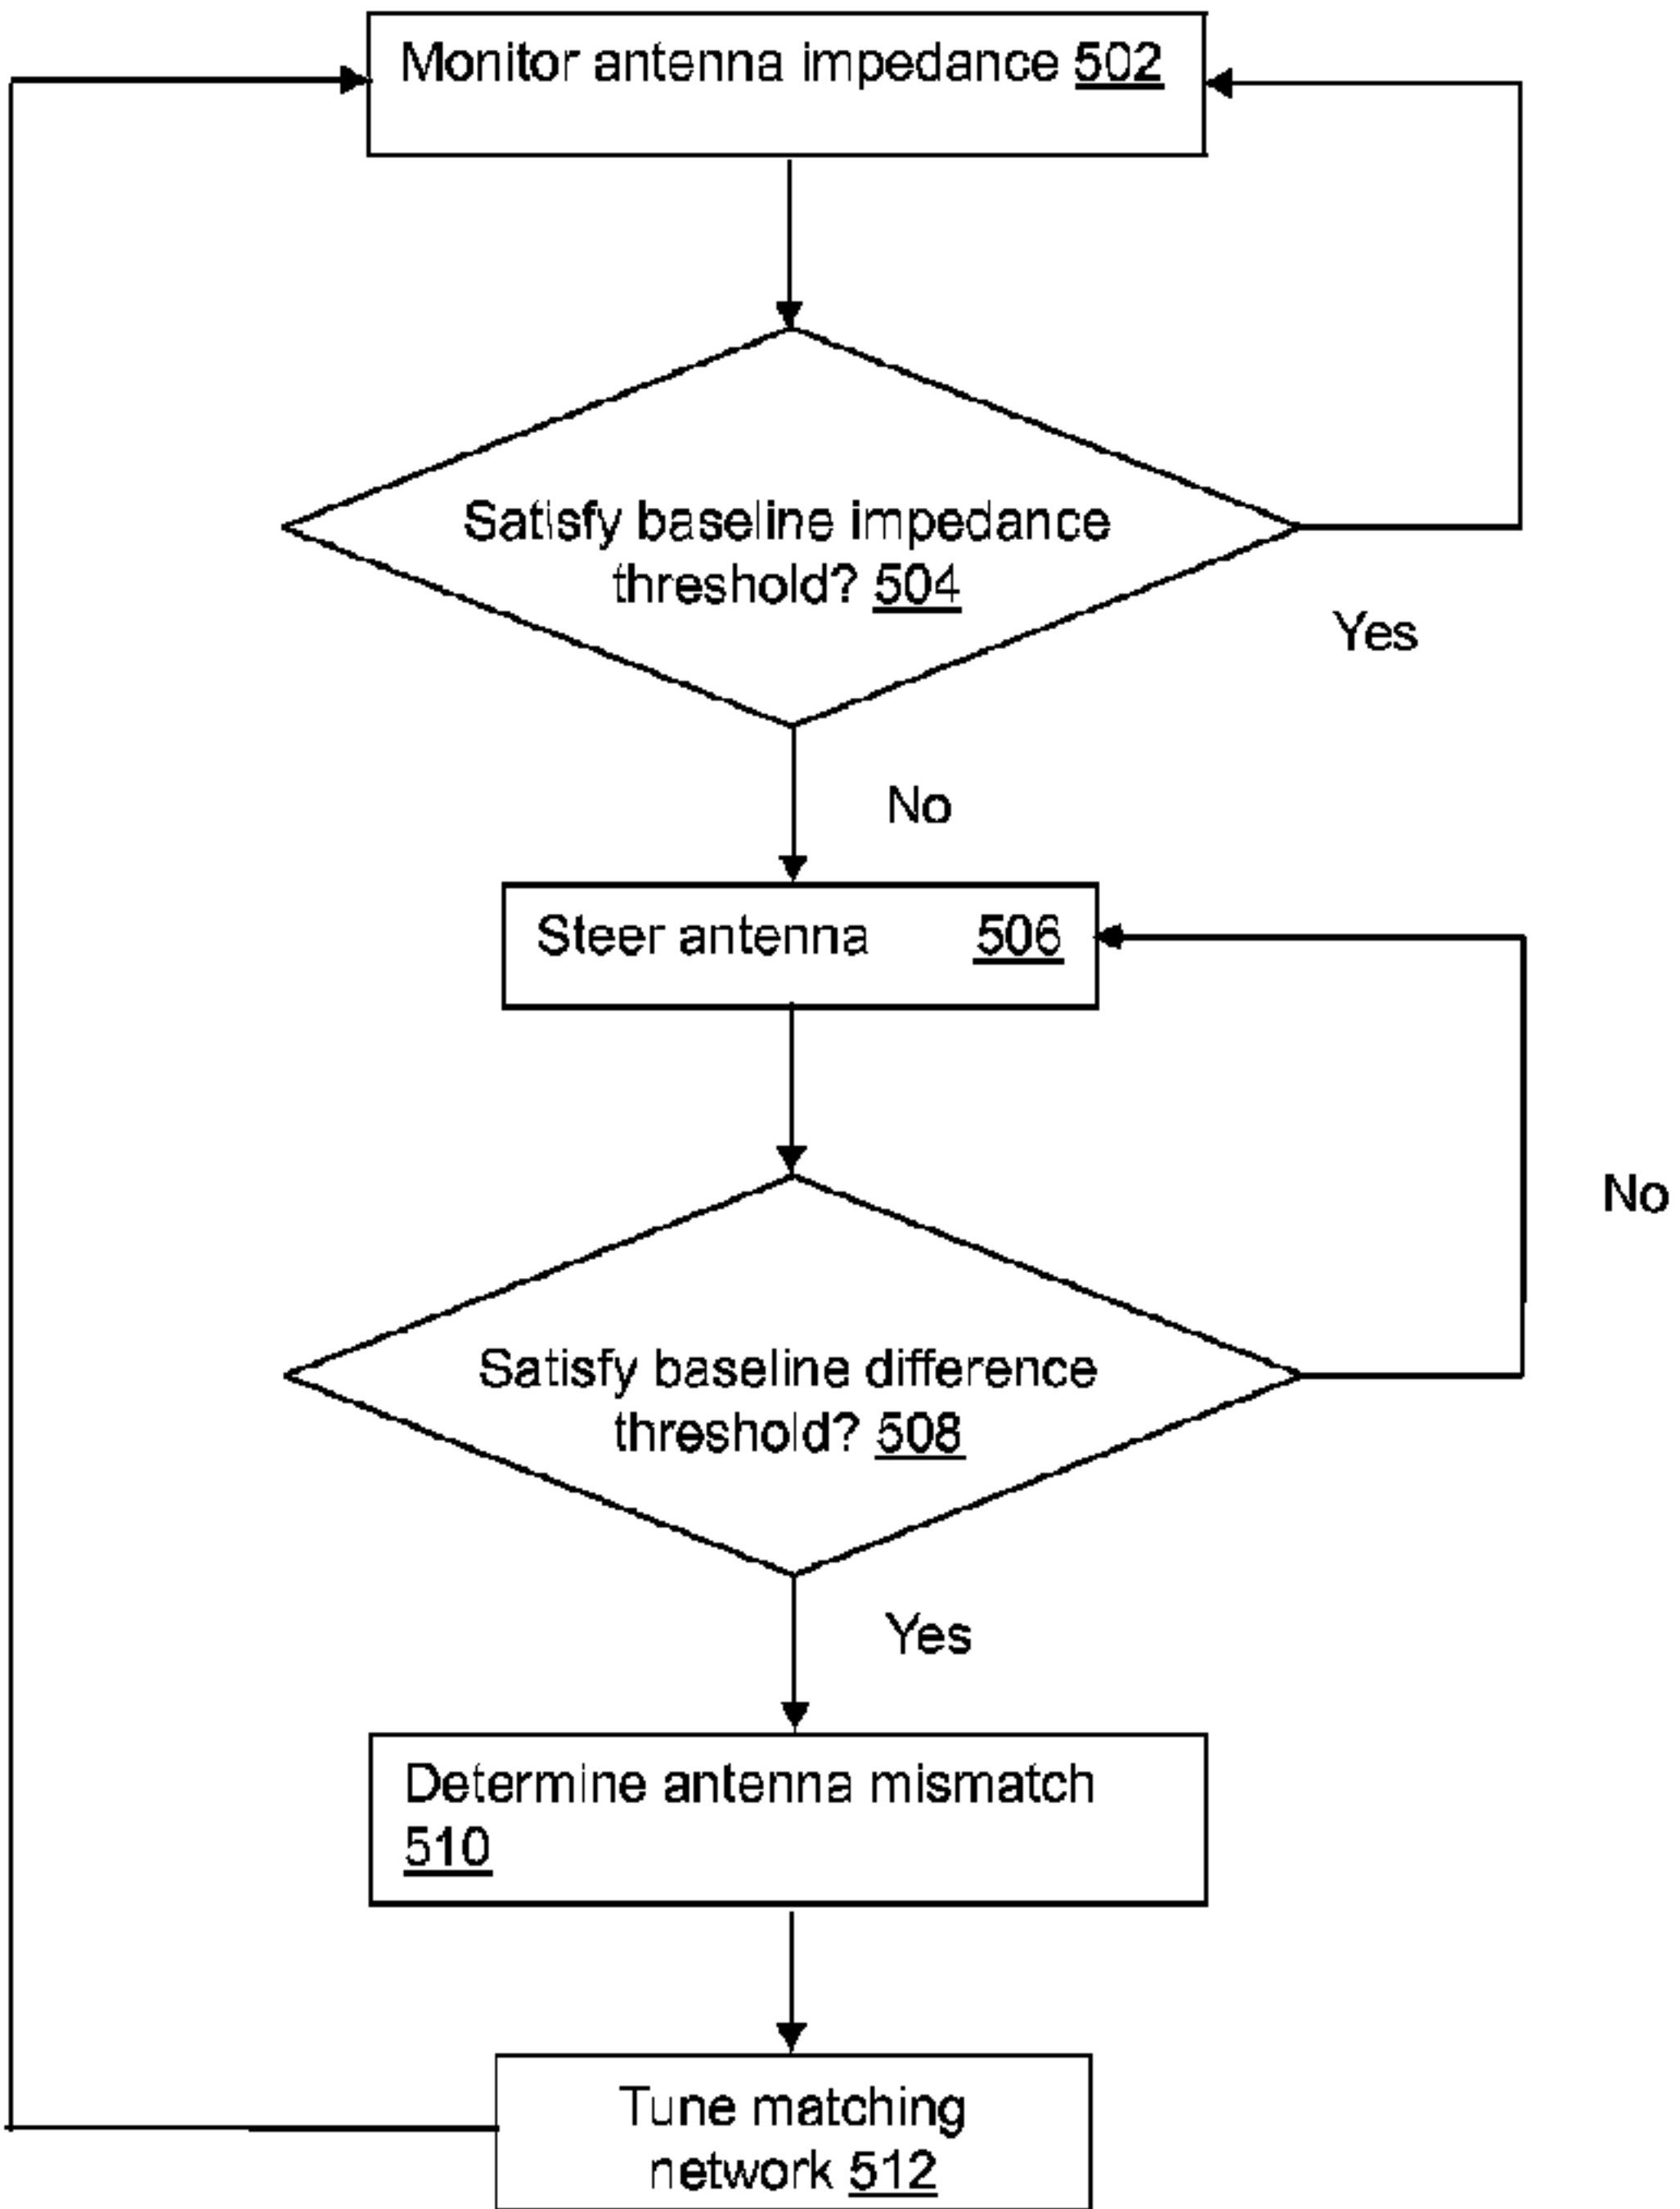 Monitor antenna impedance 502
Satisfy baseline impedance
threshold? 504
Yes
No
Steer antenna 506
No
Satisfy baseline difference
threshold? 508
Yes
Determine antenna mismatch
510
Tune matching
network 512